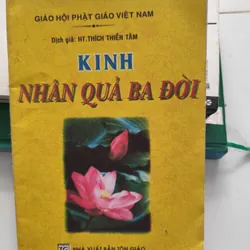 GIÁO HỘI PHẬT GIÁO VIỆT NAM
Dịch giả: HT.THÍCH THIỀN TÂM
KINH
NHÂN QUẢ BA ĐỜI
NHÀ XUẤT BẢN TÔN GIÁO